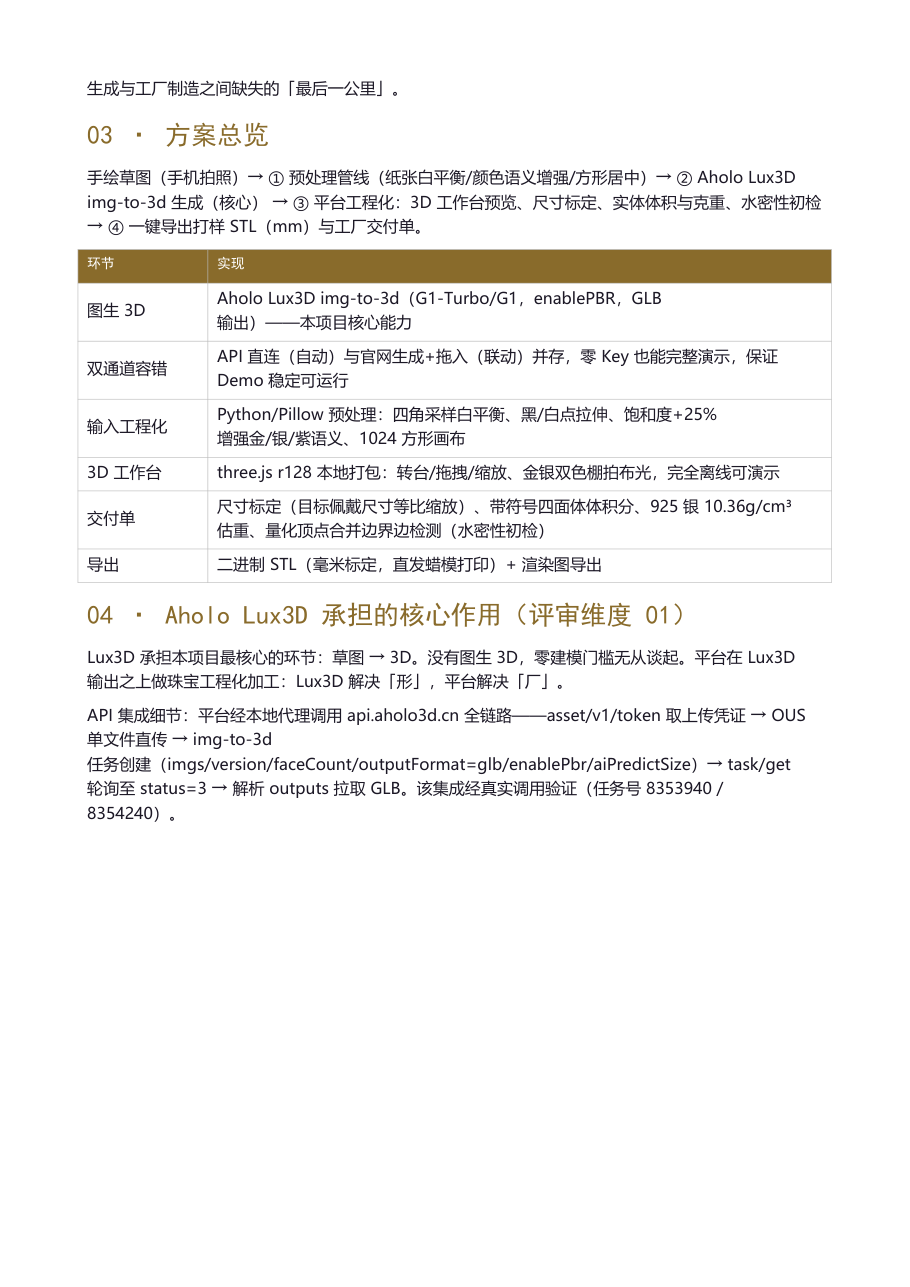 生成与工厂制造之间缺失的「最后一公里」。
03 · 方案总览
手绘草图（手机拍照）→ ① 预处理管线（纸张白平衡/颜色语义增强/方形居中）→ ② Aholo Lux3D
img-to-3d 生成（核心）→ ③ 平台工程化：3D 工作台预览、尺寸标定、实体体积与克重、水密性初检
→ ④ 一键导出打样 STL（mm）与工厂交付单。
环节 实现
图生 3D
Aholo Lux3D img-to-3d（G1-Turbo/G1，enablePBR，GLB
输出）——本项目核心能力
双通道容错
API 直连（自动）与官网生成+拖入（联动）并存，零 Key 也能完整演示，保证
Demo 稳定可运行
输入工程化
Python/Pillow 预处理：四角采样白平衡、黑/白点拉伸、饱和度+25%
增强金/银/紫语义、1024 方形画布
3D 工作台 three.js r128 本地打包：转台/拖拽/缩放、金银双色棚拍布光，完全离线可演示
交付单
尺寸标定（目标佩戴尺寸等比缩放）、带符号四面体体积分、925 银 10.36g/cm³
估重、量化顶点合并边界边检测（水密性初检）
导出 二进制 STL（毫米标定，直发蜡模打印）+ 渲染图导出
04 · Aholo Lux3D 承担的核心作用（评审维度 01）
Lux3D 承担本项目最核心的环节：草图 → 3D。没有图生 3D，零建模门槛无从谈起。平台在 Lux3D
输出之上做珠宝工程化加工：Lux3D 解决「形」，平台解决「厂」。
API 集成细节：平台经本地代理调用 api.aholo3d.cn 全链路——asset/v1/token 取上传凭证 → OUS
单文件直传 → img-to-3d
任务创建（imgs/version/faceCount/outputFormat=glb/enablePbr/aiPredictSize）→ task/get
轮询至 status=3 → 解析 outputs 拉取 GLB。该集成经真实调用验证（任务号 8353940 /
8354240）。